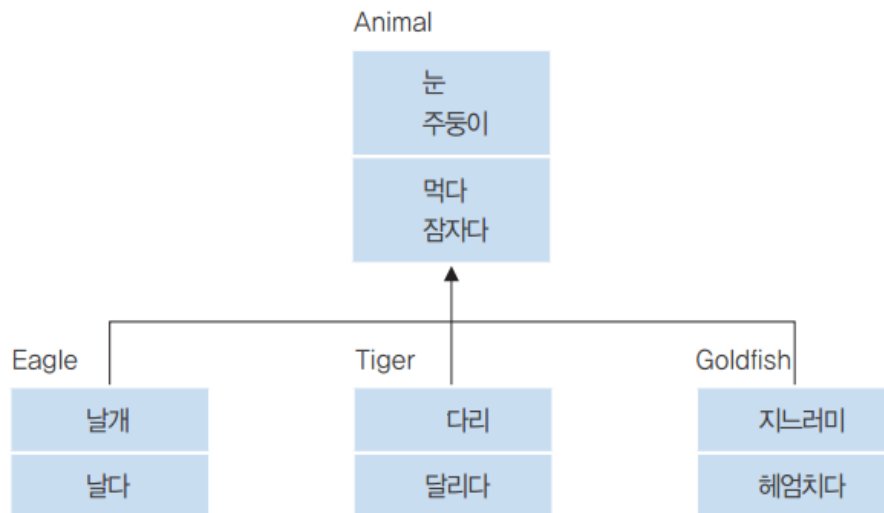 Animal
눈
주둥이
먹다
잠자다
Eagle
Tiger
Goldfish
날개
다리
지느러미
날다
달리다
헤엄치다